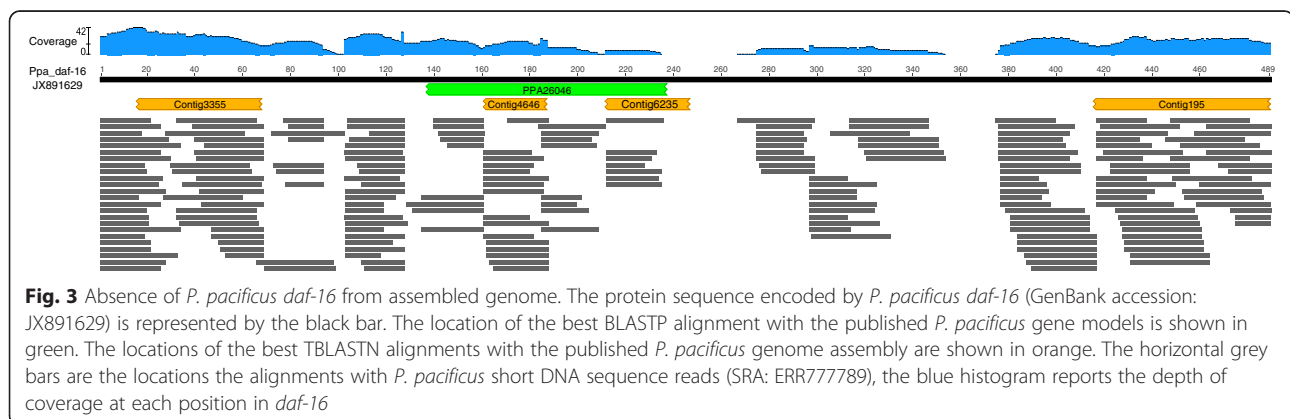 Coverage 42
0
Ppa_daf-16 1 20 40 60 80 100 120 140 160 180 200 220 240 260 280 300 320 340 360 380 400 420 440 460 489
JX891629
PPA26046
Contig3355 Contig4646 Contig6235 Contig195
Fig. 3 Absence of P. pacificus daf-16 from assembled genome. The protein sequence encoded by P. pacificus daf-16 (GenBank accession:
JX891629) is represented by the black bar. The location of the best BLASTP alignment with the published P. pacificus gene models is shown in
green. The locations of the best TBLASTN alignments with the published P. pacificus genome assembly are shown in orange. The horizontal grey
bars are the locations the alignments with P. pacificus short DNA sequence reads (SRA: ERR777789), the blue histogram reports the depth of
coverage at each position in daf-16